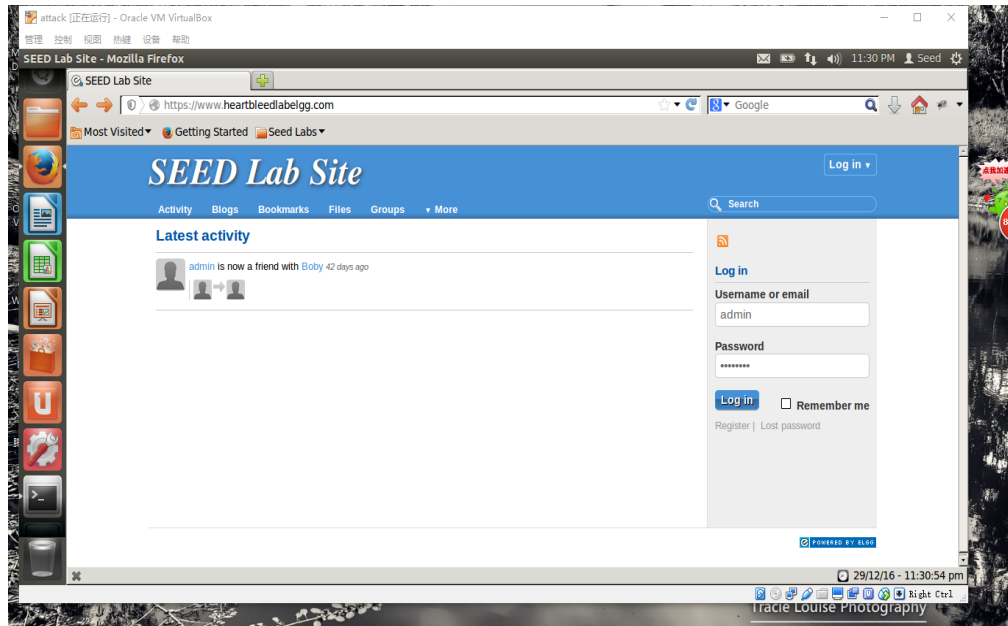 attack [正在运行] - Oracle VM VirtualBox
管理 控制 视图 热键 设备 帮助
SEED Lab Site - Mozilla Firefox 11:30 PM Seed
SEED Lab Site
https://www.heartbleedlabelgg.com Google
Most Visited Getting Started Seed Labs
SEED Lab Site
Log in
Activity Blogs Bookmarks Files Groups More
Search
Latest activity
admin is now a friend with Boby 42 days ago
Log in
Username or email
admin
Password
Log in Remember me
Register | Lost password
POWERED BY ELGG
29/12/16 - 11:30:54 pm
Right Ctrl
Tracie Louise Photography